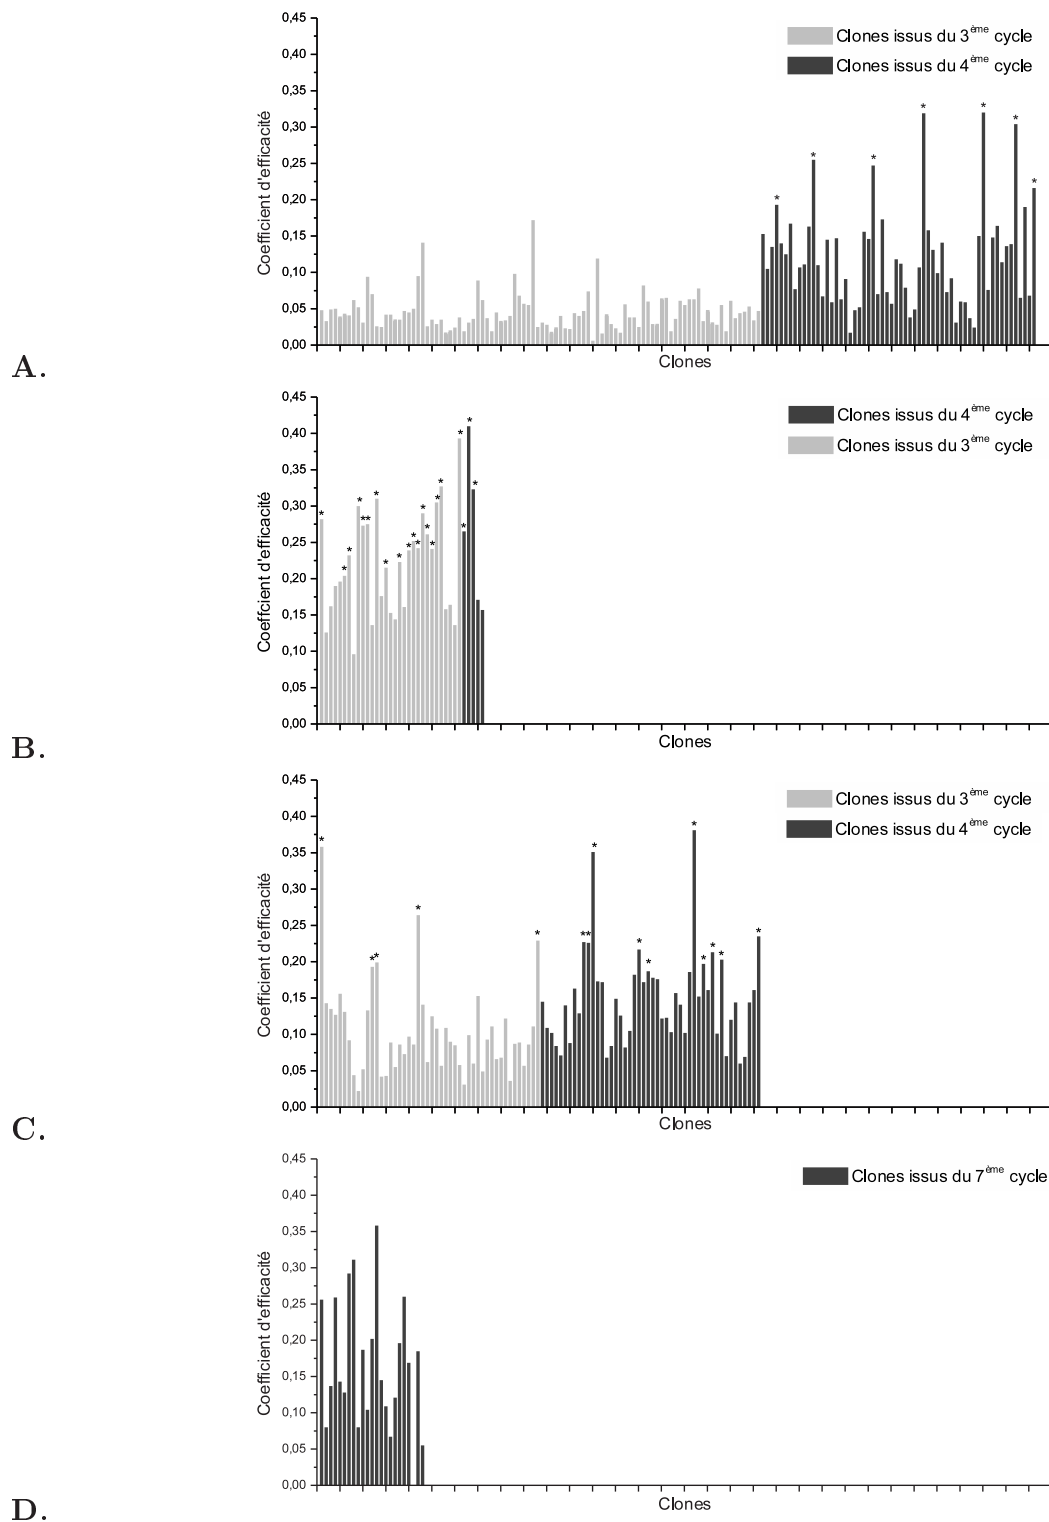 0,45
0,40
0,35
0,30
0,25
0,20
0,15
0,10
0,05
0,00
Coefficient d'efficacité
Clones issus du 3ème cycle
Clones issus du 4ème cycle
* * * * * * *
Clones
A.
0,45
0,40
0,35
0,30
0,25
0,20
0,15
0,10
0,05
0,00
Coeffcient d'efficacité
Clones issus du 4ème cycle
Clones issus du 3ème cycle
* * * * * * * * * * * * * * * * * * * * *
Clones
B.
0,45
0,40
0,35
0,30
0,25
0,20
0,15
0,10
0,05
0,00
Coefficient d'efficacité
Clones issus du 3ème cycle
Clones issus du 4ème cycle
* * * * * * * * * * * * * * *
Clones
C.
0,45
0,40
0,35
0,30
0,25
0,20
0,15
0,10
0,05
0,00
Coefficient d'efficacité
Clones issus du 7ème cycle
Clones
D.